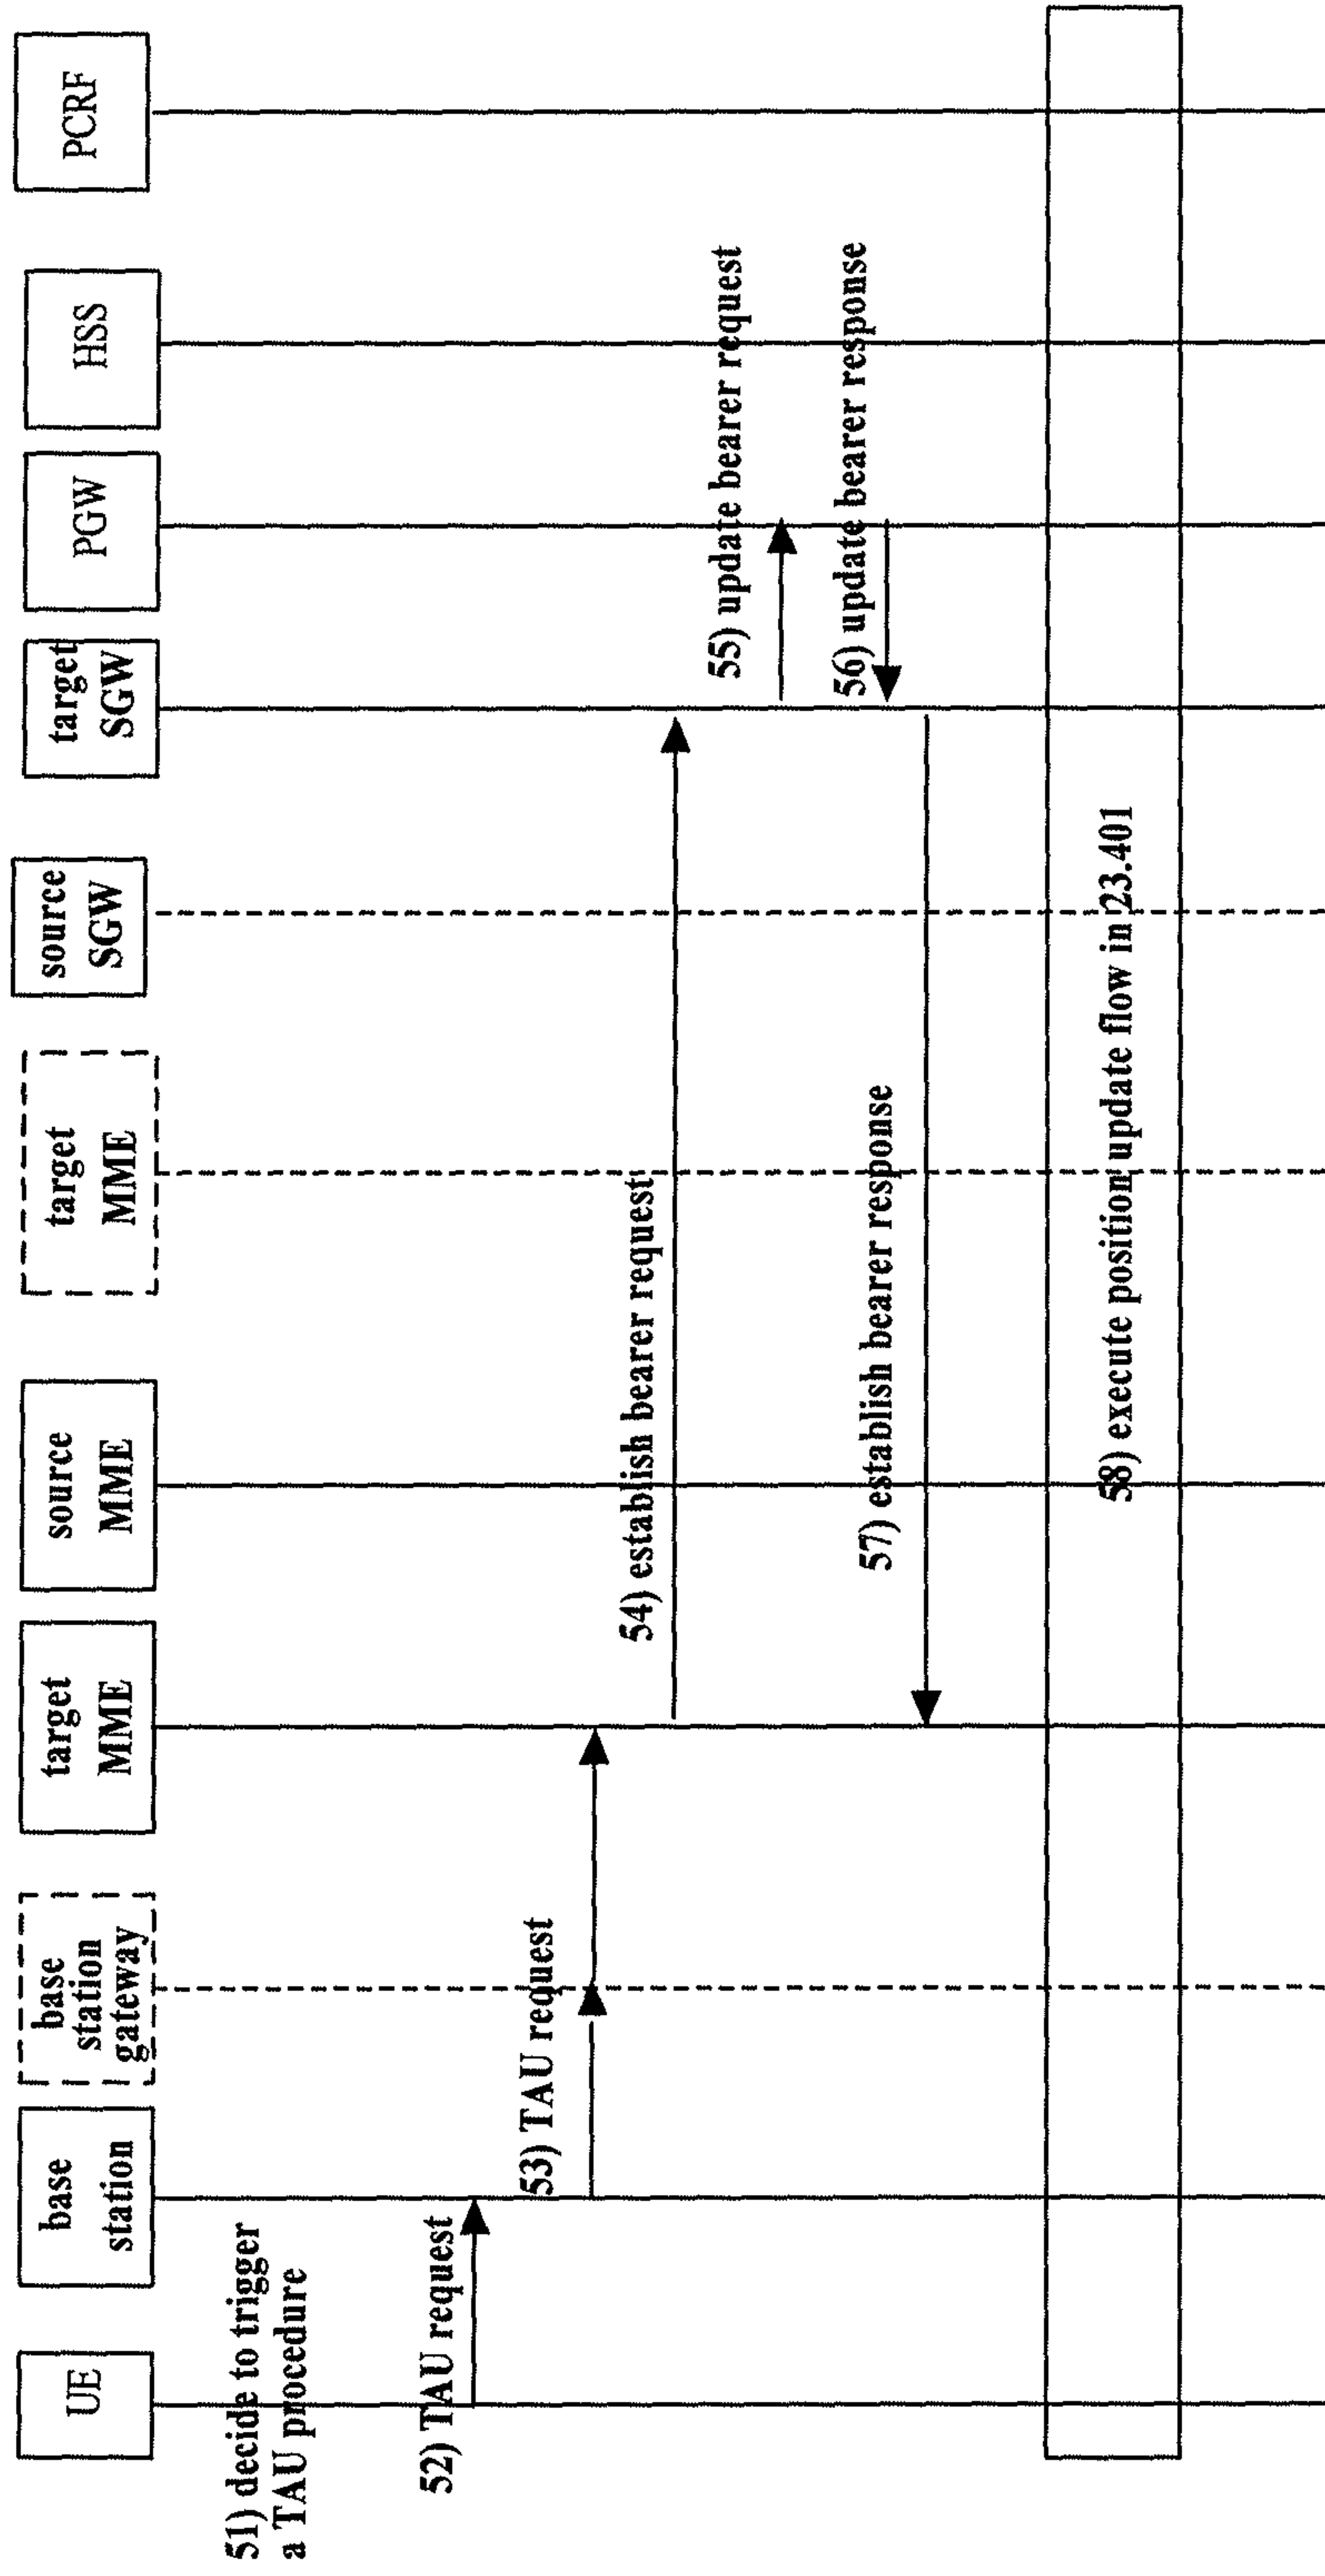 UE
base
station
base
station
gateway
target
MME
source
MME
target
MME
source
SGW
target
SGW
PGW
HSS
PCRF
51) decide to trigger
a TAU procedure
52) TAU request
53) TAU request
54) establish bearer request
55) update bearer request
56) update bearer response
57) establish bearer response
58) execute position update flow in 23.401